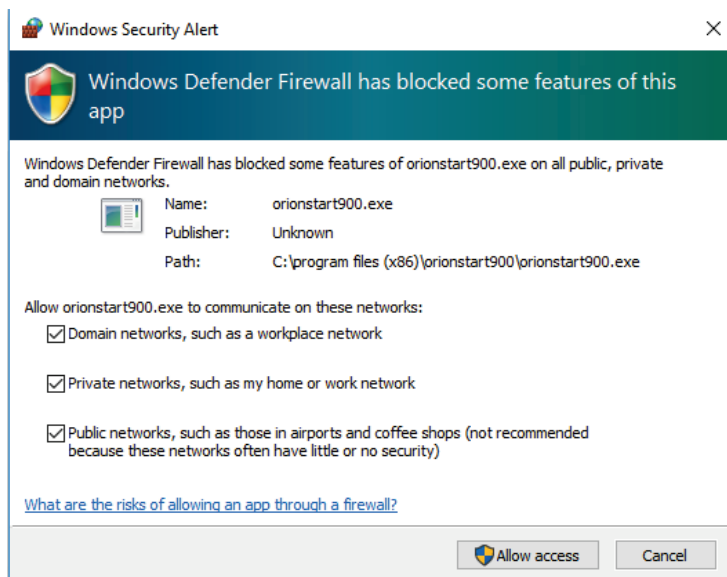 Windows Security Alert
Windows Defender Firewall has blocked some features of this
app
Windows Defender Firewall has blocked some features of orionstart900.exe on all public, private
and domain networks.
Name: orionstart900.exe
Publisher: Unknown
Path: C:\program files (x86)\orionstart900\orionstart900.exe
Allow orionstart900.exe to communicate on these networks:
Domain networks, such as a workplace network
Private networks, such as my home or work network
Public networks, such as those in airports and coffee shops (not recommended
because these networks often have little or no security)
What are the risks of allowing an app through a firewall?
Allow access Cancel